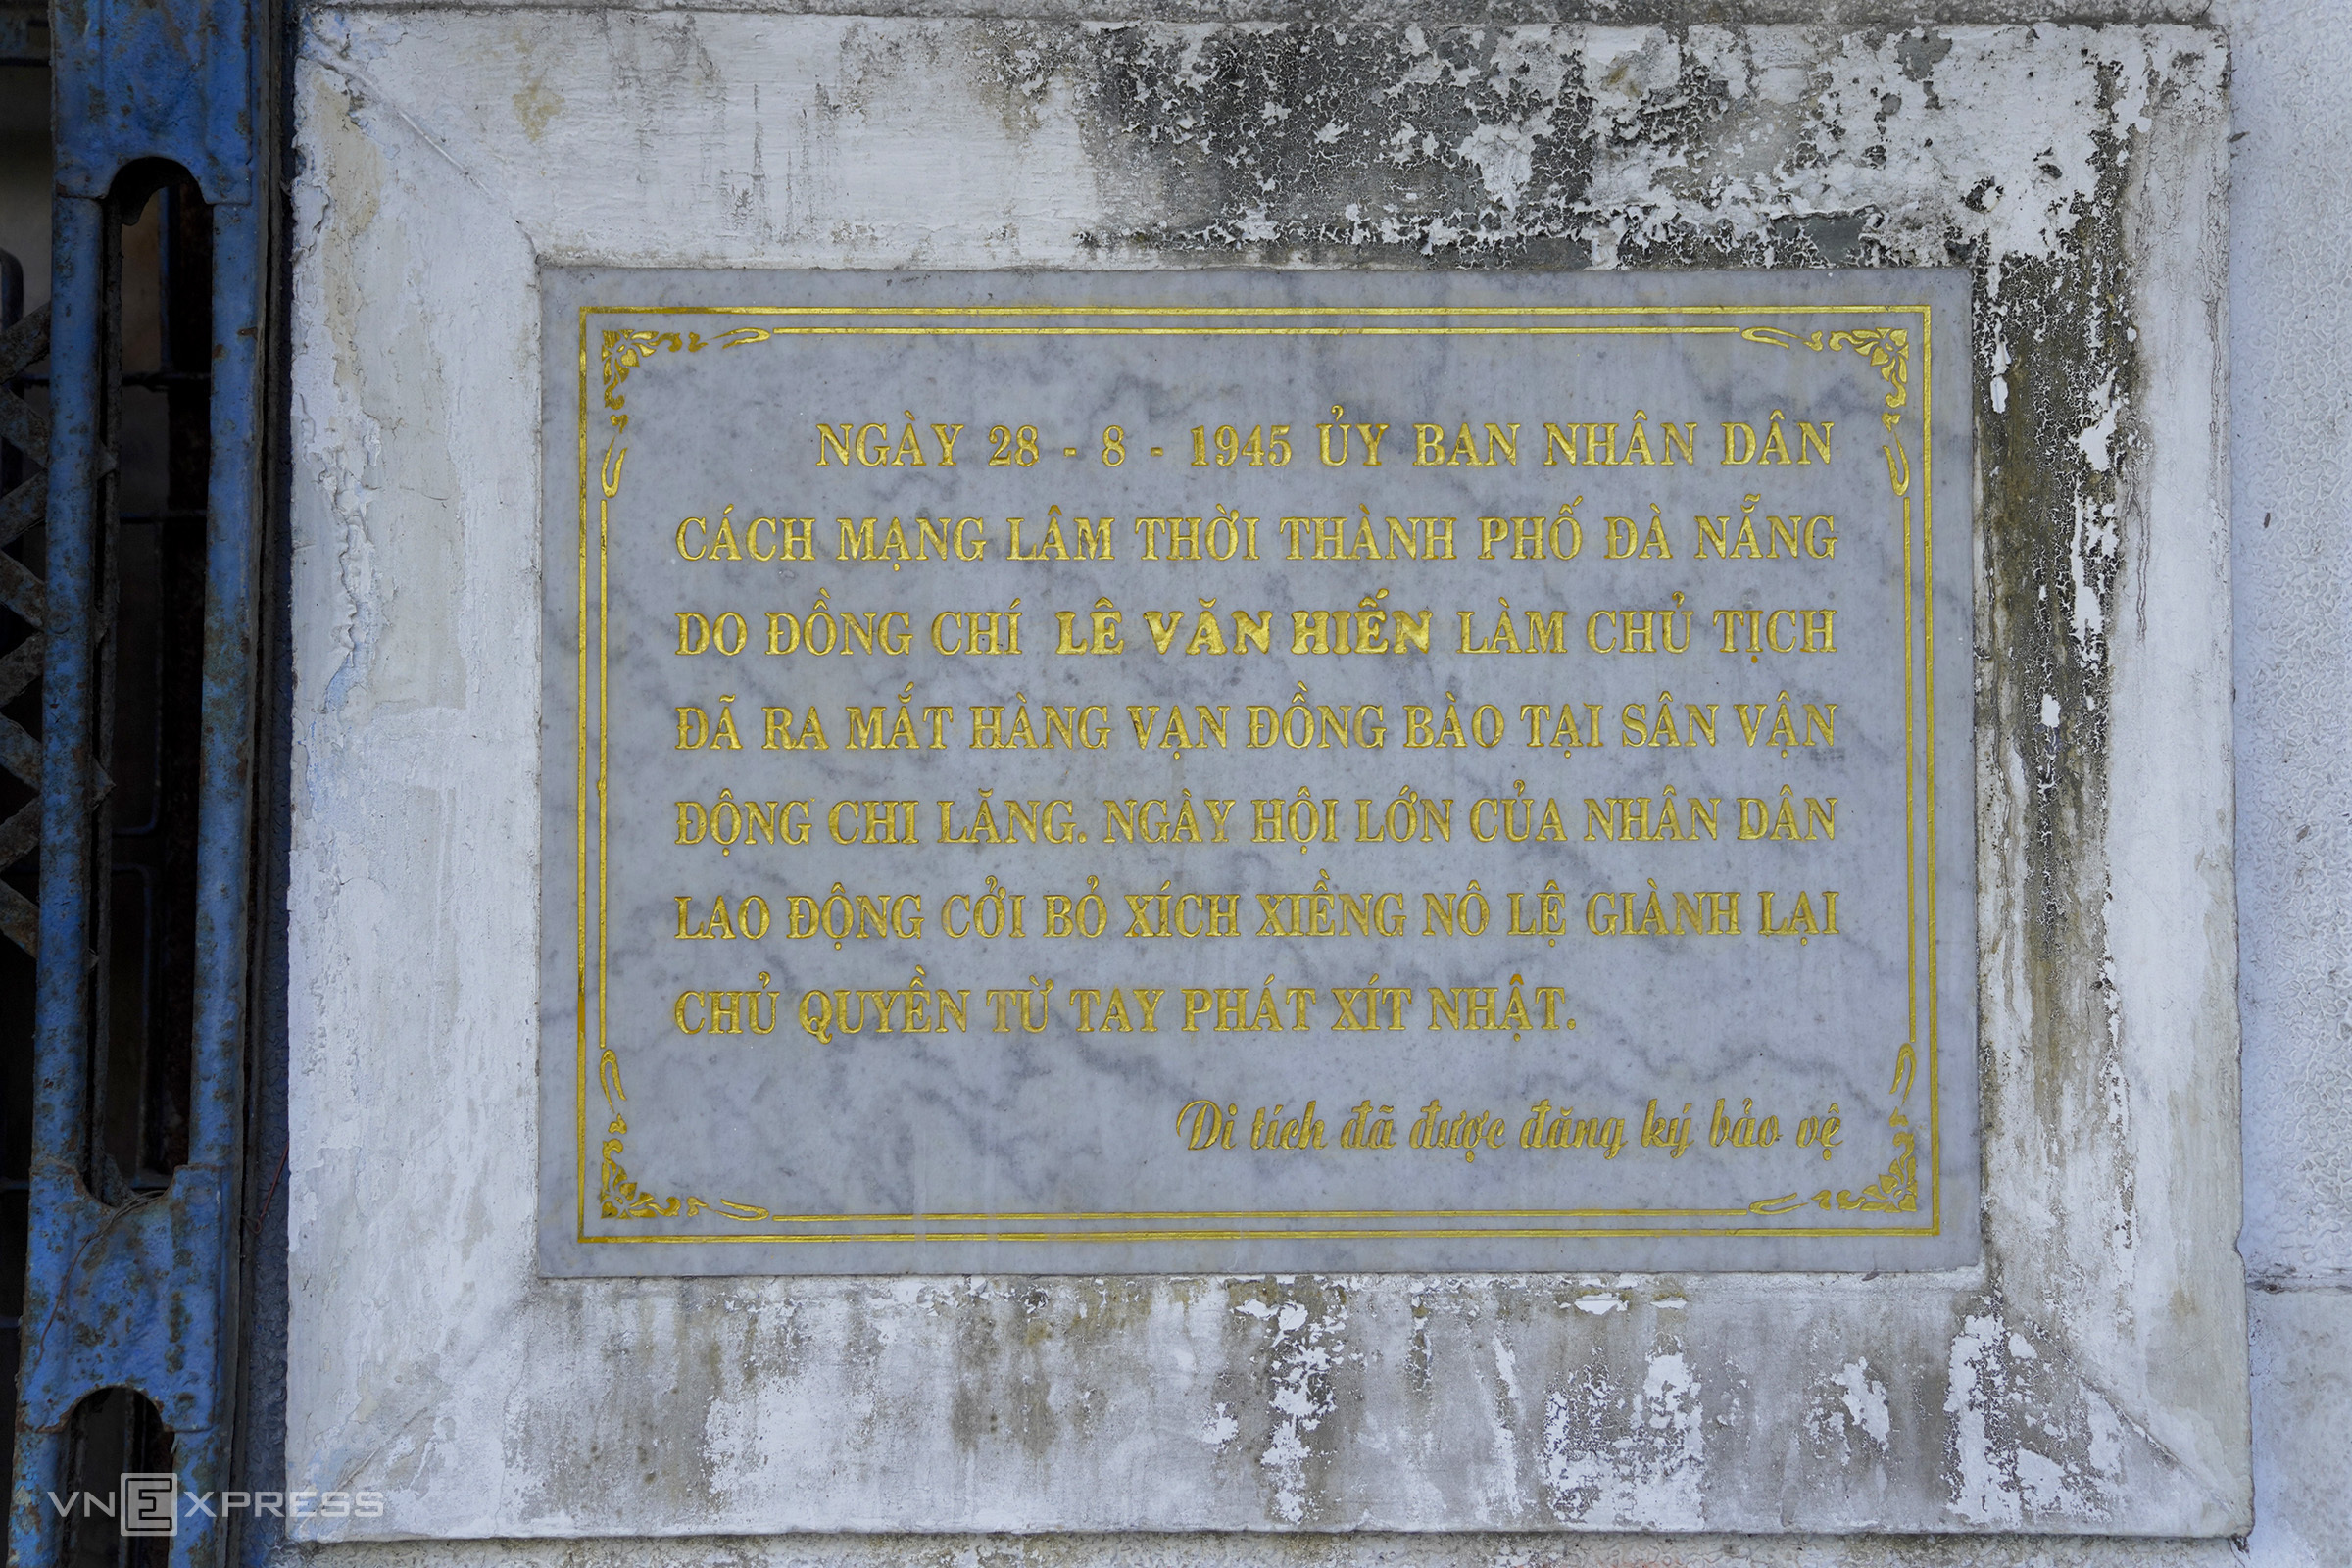 NGÀY 28 - 8 - 1945 ỦY BAN NHÂN DÂN
CÁCH MẠNG LÂM THỜI THÀNH PHỐ ĐÀ NẴNG
DO ĐỒNG CHÍ LÊ VĂN HIẾN LÀM CHỦ TỊCH
ĐÃ RA MẮT HÀNG VẠN ĐỒNG BÀO TẠI SÂN VẬN
ĐỘNG CHI LĂNG. NGÀY HỘI LỚN CỦA NHÂN DÂN
LAO ĐỘNG CỞI BỎ XÍCH XIỀNG NÔ LỆ GIÀNH LẠI
CHỦ QUYỀN TỪ TAY PHÁT XÍT NHẬT.
Di tích đã được đăng ký bảo vệ
VNEXPRESS